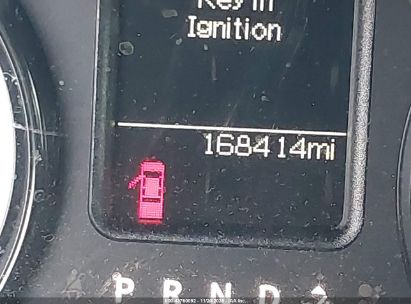 Key in
Ignition
168414mi
P R N D